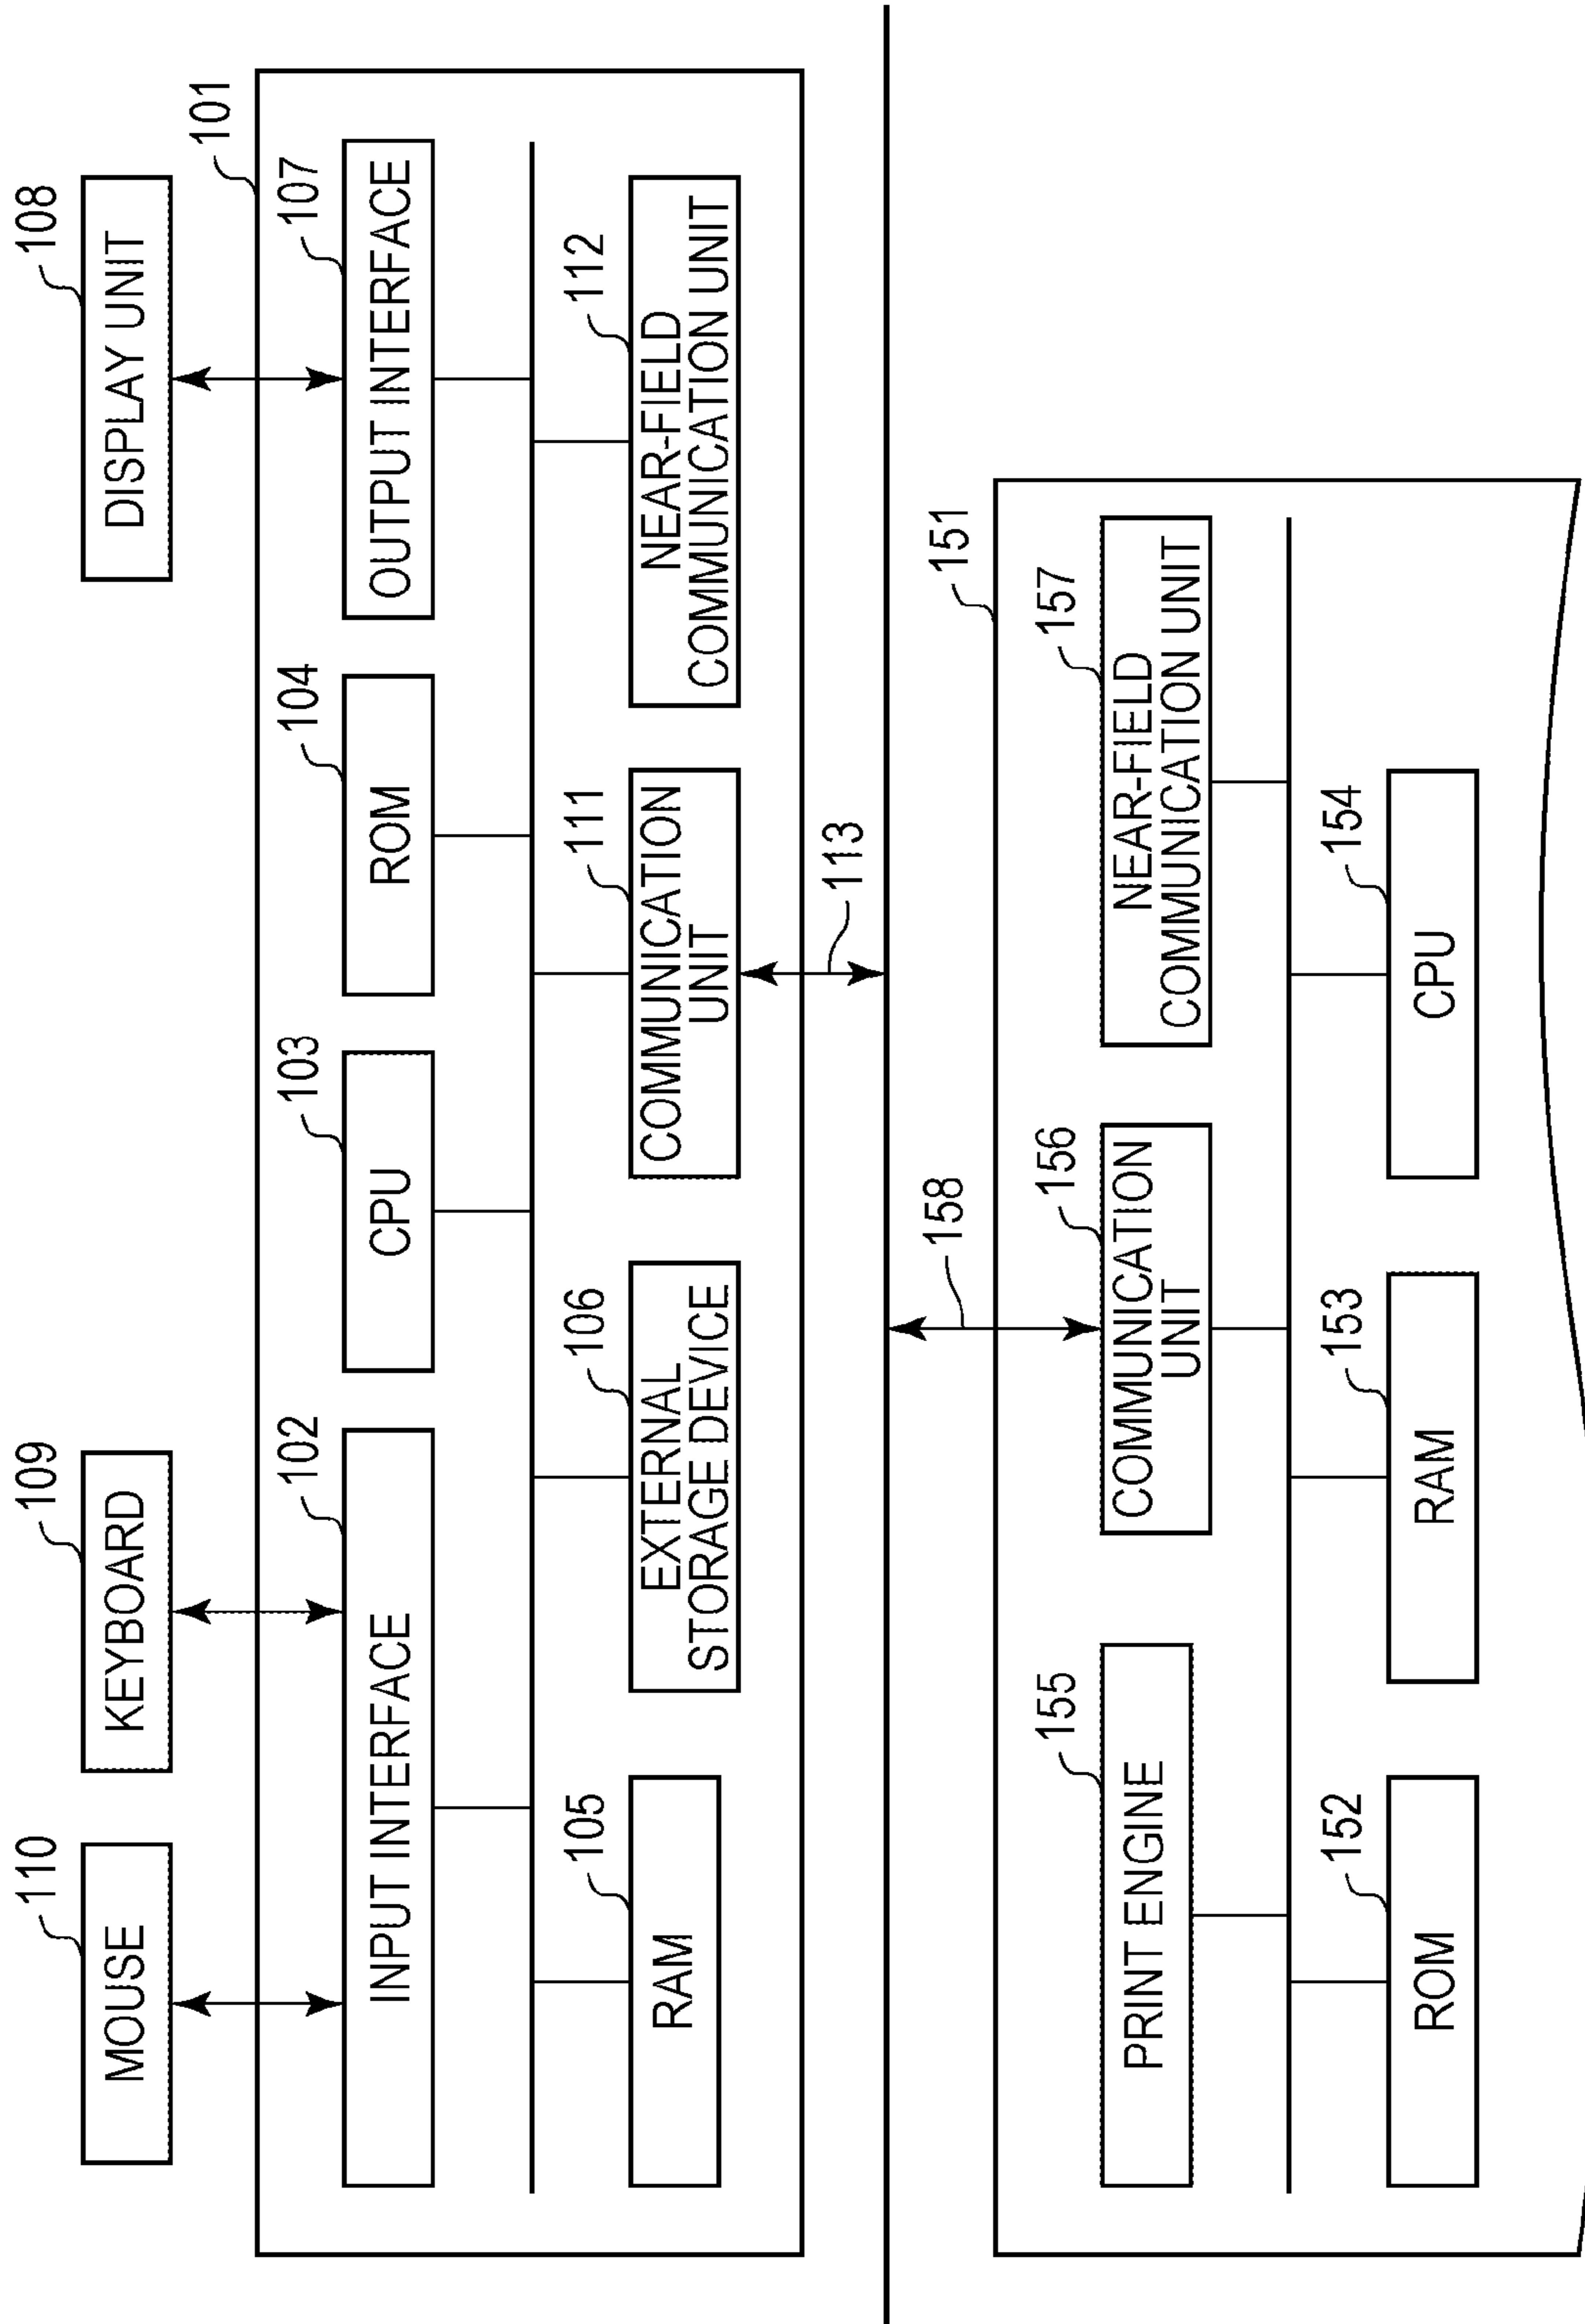 110
MOUSE
109
KEYBOARD
108
DISPLAY UNIT
101
102
INPUT INTERFACE
103
CPU
104
ROM
107
OUTPUT INTERFACE
105
RAM
106
EXTERNAL
STORAGE DEVICE
111
COMMUNICATION
UNIT
112
NEAR-FIELD
COMMUNICATION UNIT
113
158
151
155
PRINT ENGINE
156
COMMUNICATION
UNIT
157
NEAR-FIELD
COMMUNICATION UNIT
152
ROM
153
RAM
154
CPU